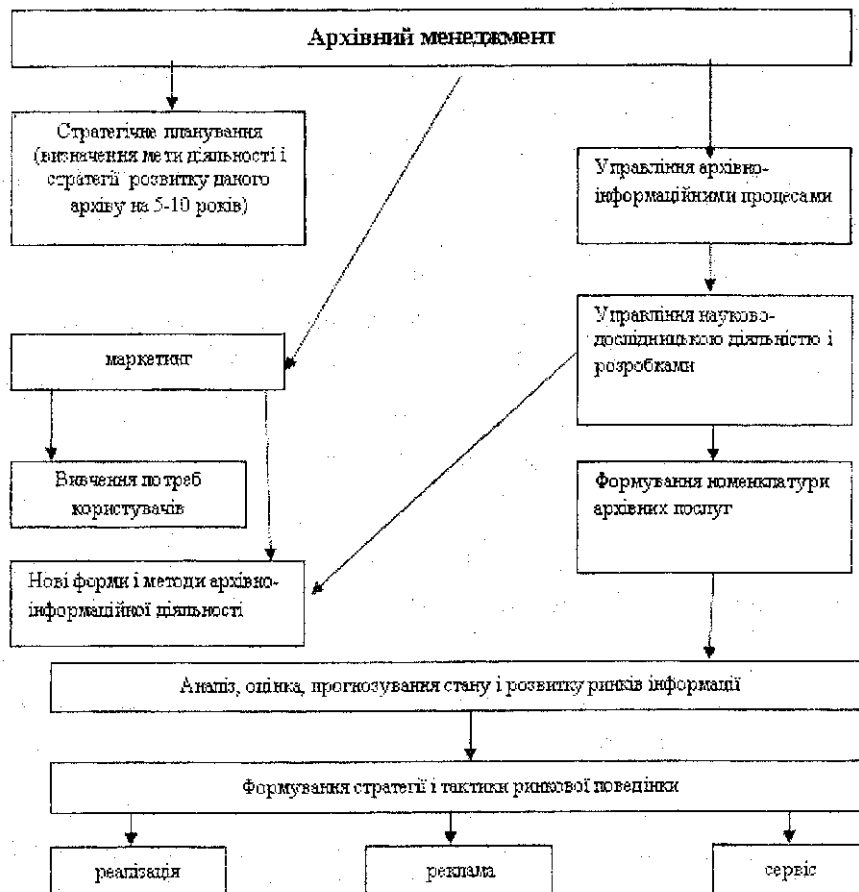 Архівний менеджмент
Стратегічне планування
(визначення мети діяльності і
стратегії розвитку даного
архіву на 5-10 років)
Управління архівно-
інформаційними процесами
маркетинг
Управління науково-
дослідницькою діяльністю і
розробками
Вивчення потреб
користувачів
Формування номенклатури
архівних послуг
Нові форми і методи архівно-
інформаційної діяльності
Аналіз, оцінка, прогнозування стану і розвитку ринків інформації
Формування стратегії і тактики ринкової поведінки
реалізація
реклама
сервіс